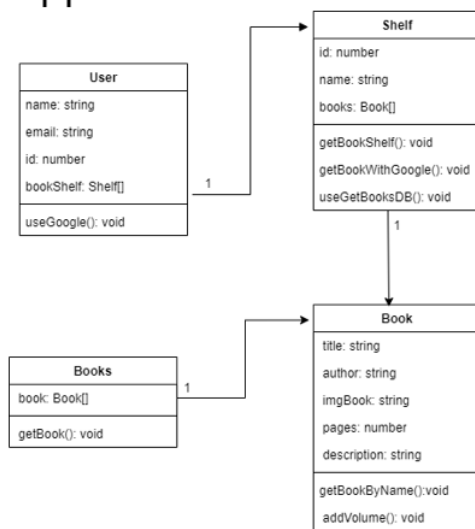 User
name: string
email: string
id: number
bookShelf: Shelf[]
useGoogle(): void
1
Shelf
id: number
name: string
books: Book[]
getBookShelf(): void
getBookWithGoogle(): void
useGetBooksDB(): void
1
Books
book: Book[]
getBook(): void
1
Book
title: string
author: string
imgBook: string
pages: number
description: string
getBookByName():void
addVolume(): void